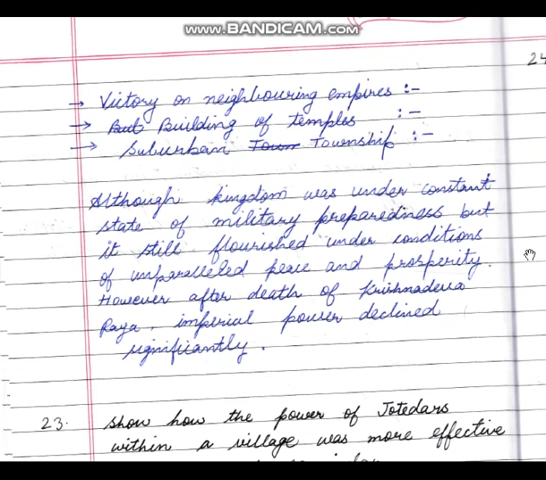 www.BANDICAM.com
24
→ Victory on neighbouring empires :-
→ But Building of temples :-
→ Suburban Town Township :-
Although kingdom was under constant
state of military preparediness but
it still flourished under conditions
of unparalleled peace and prosperity.
However after death of Krishnadeva
Raya, imperial power declined
significantly.
23. Show how the power of Jotedars
within a village was more effective